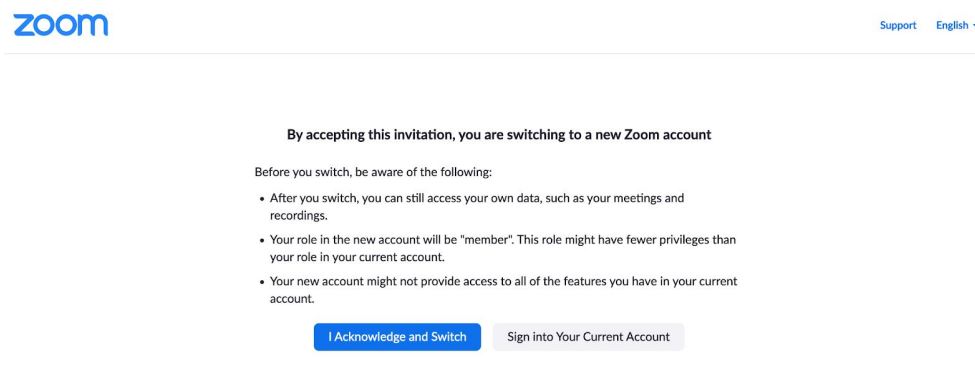 zoom
Support English
By accepting this invitation, you are switching to a new Zoom account
Before you switch, be aware of the following:
• After you switch, you can still access your own data, such as your meetings and
recordings.
• Your role in the new account will be "member". This role might have fewer privileges than
your role in your current account.
• Your new account might not provide access to all of the features you have in your current
account.
I Acknowledge and Switch Sign into Your Current Account